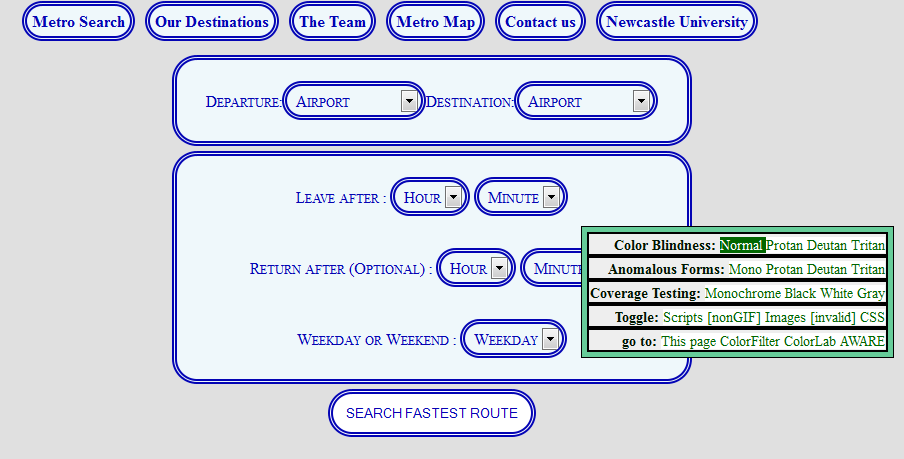 Metro Search Our Destinations The Team Metro Map Contact us Newcastle University
Departure: Airport Destination: Airport
Leave after : Hour Minute
Return after (Optional) : Hour
Weekday or Weekend : Weekday
SEARCH FASTEST ROUTE
Color Blindness: Normal Protan Deutan Tritan
Anomalous Forms: Mono Protan Deutan Tritan
Coverage Testing: Monochrome Black White Gray
Toggle: Scripts [nonGIF] Images [invalid] CSS
go to: This page ColorFilter ColorLab AWARE